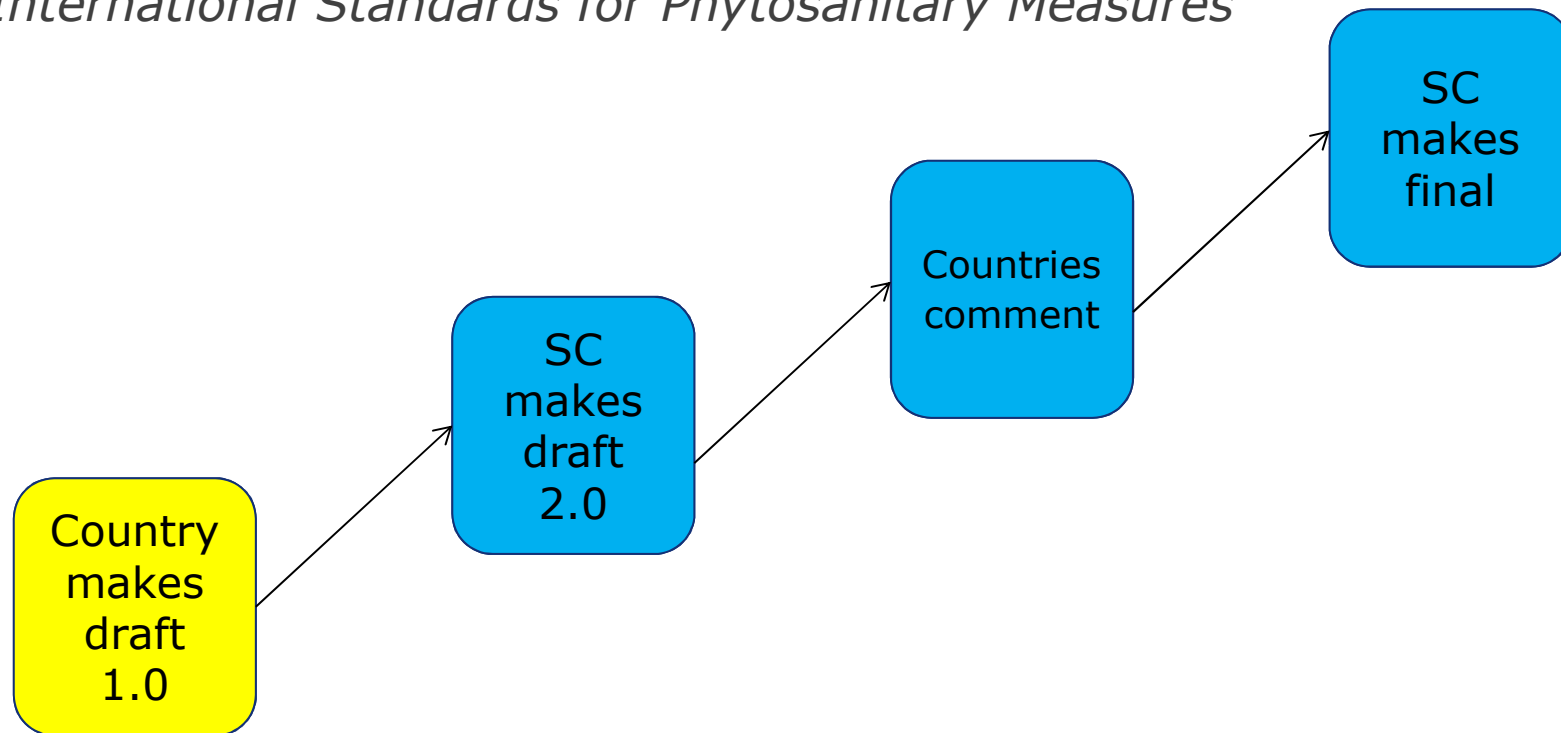 International Standards for Phytosanitary Measures
SC
makes
final
Countries
comment
SC
makes
draft
2.0
Country
makes
draft
1.0